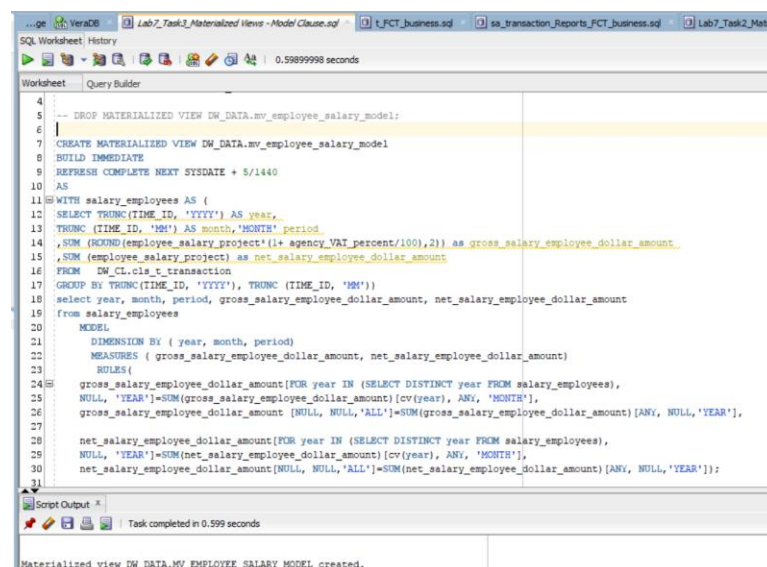 ...ge VeraDB Lab7_Task3_Materialized Views - Model Clause.sql t_FCT_business.sql sa_transaction_Reports_FCT_business.sql Lab7_Task2_Mat
SQL Worksheet History
0.59899998 seconds
Worksheet Query Builder
4
5 -- DROP MATERIALIZED VIEW DW_DATA.mv_employee_salary_model;
6
7 CREATE MATERIALIZED VIEW DW_DATA.mv_employee_salary_model
8 BUILD IMMEDIATE
9 REFRESH COMPLETE NEXT SYSDATE + 5/1440
10 AS
11 WITH salary_employees AS (
12 SELECT TRUNC(TIME_ID, 'YYYY') AS year,
13 TRUNC (TIME_ID, 'MM') AS month,'MONTH' period
14 ,SUM (ROUND(employee_salary_project*(1+ agency_VAT_percent/100),2)) as gross_salary_employee_dollar_amount
15 ,SUM (employee_salary_project) as net_salary_employee_dollar_amount
16 FROM DW_CL.cls_t_transaction
17 GROUP BY TRUNC(TIME_ID, 'YYYY'), TRUNC (TIME_ID, 'MM'))
18 select year, month, period, gross_salary_employee_dollar_amount, net_salary_employee_dollar_amount
19 from salary_employees
20 MODEL
21 DIMENSION BY ( year, month, period)
22 MEASURES ( gross_salary_employee_dollar_amount, net_salary_employee_dollar_amount)
23 RULES(
24 gross_salary_employee_dollar_amount[FOR year IN (SELECT DISTINCT year FROM salary_employees),
25 NULL, 'YEAR']=SUM(gross_salary_employee_dollar_amount)[cv(year), ANY, 'MONTH'],
26 gross_salary_employee_dollar_amount [NULL, NULL,'ALL']=SUM(gross_salary_employee_dollar_amount)[ANY, NULL,'YEAR'],
27
28 net_salary_employee_dollar_amount[FOR year IN (SELECT DISTINCT year FROM salary_employees),
29 NULL, 'YEAR']=SUM(net_salary_employee_dollar_amount)[cv(year), ANY, 'MONTH'],
30 net_salary_employee_dollar_amount[NULL, NULL,'ALL']=SUM(net_salary_employee_dollar_amount)[ANY, NULL,'YEAR']);
31
Script Output
Task completed in 0.599 seconds
Materialized view DW_DATA.MV_EMPLOYEE_SALARY_MODEL created.